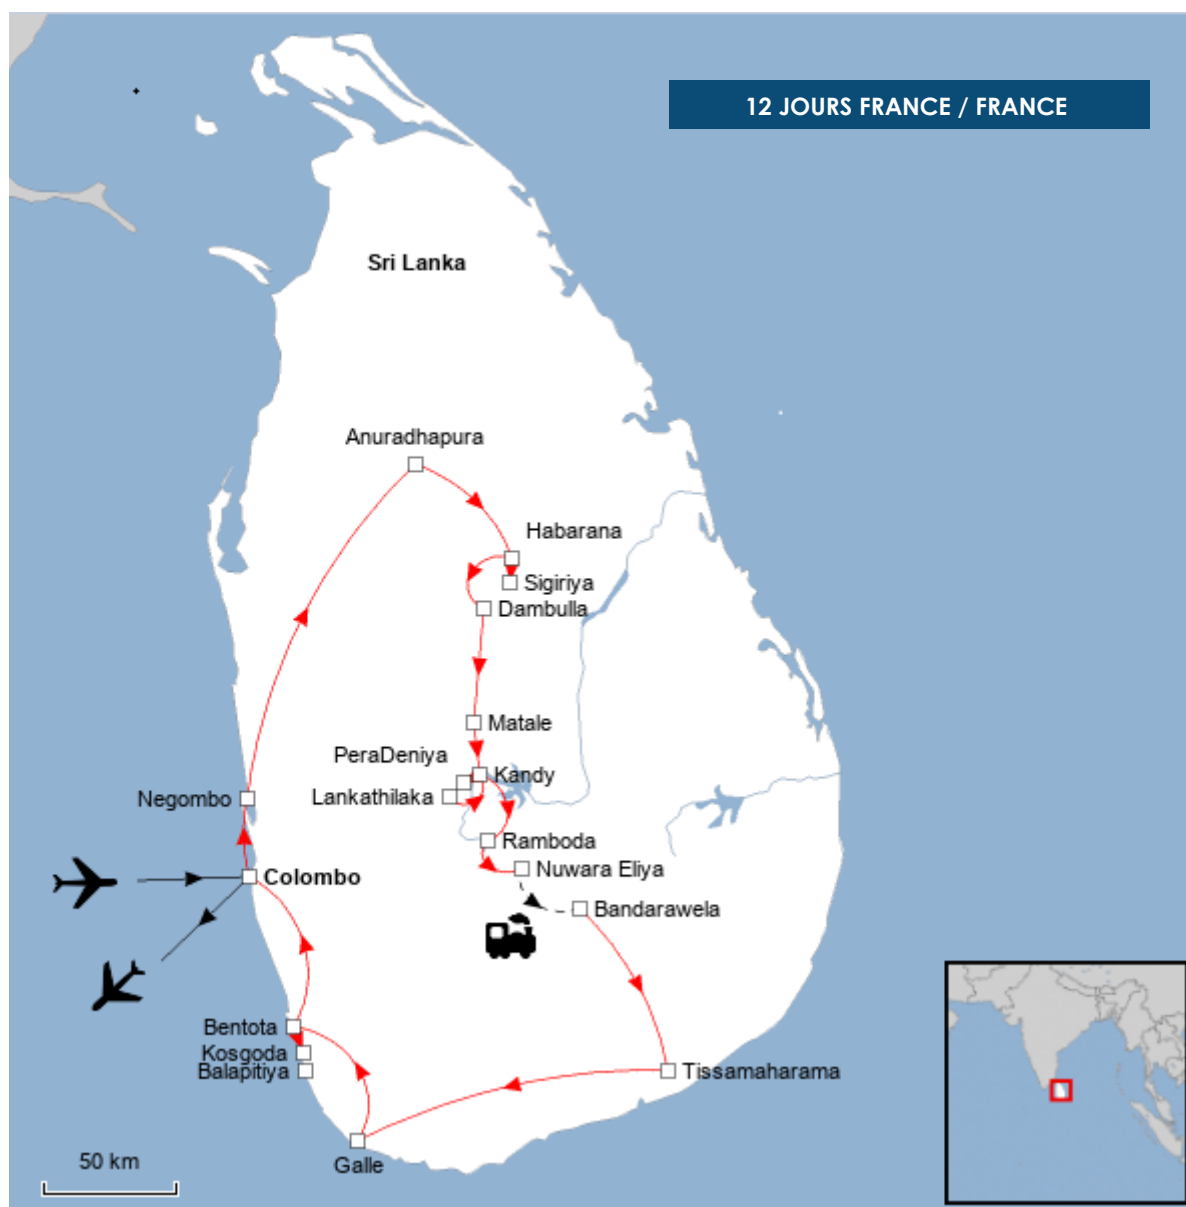 12 JOURS FRANCE / FRANCE
Sri Lanka
Anuradhapura
Habarana
Sigiriya
Dambulla
Matale
PeraDeniya
Kandy
Lankathilaka
Negombo
Ramboda
Nuwara Eliya
Colombo
Bandarawela
Bentota
Kosgoda
Balapitiya
Tissamaharama
Galle
50 km